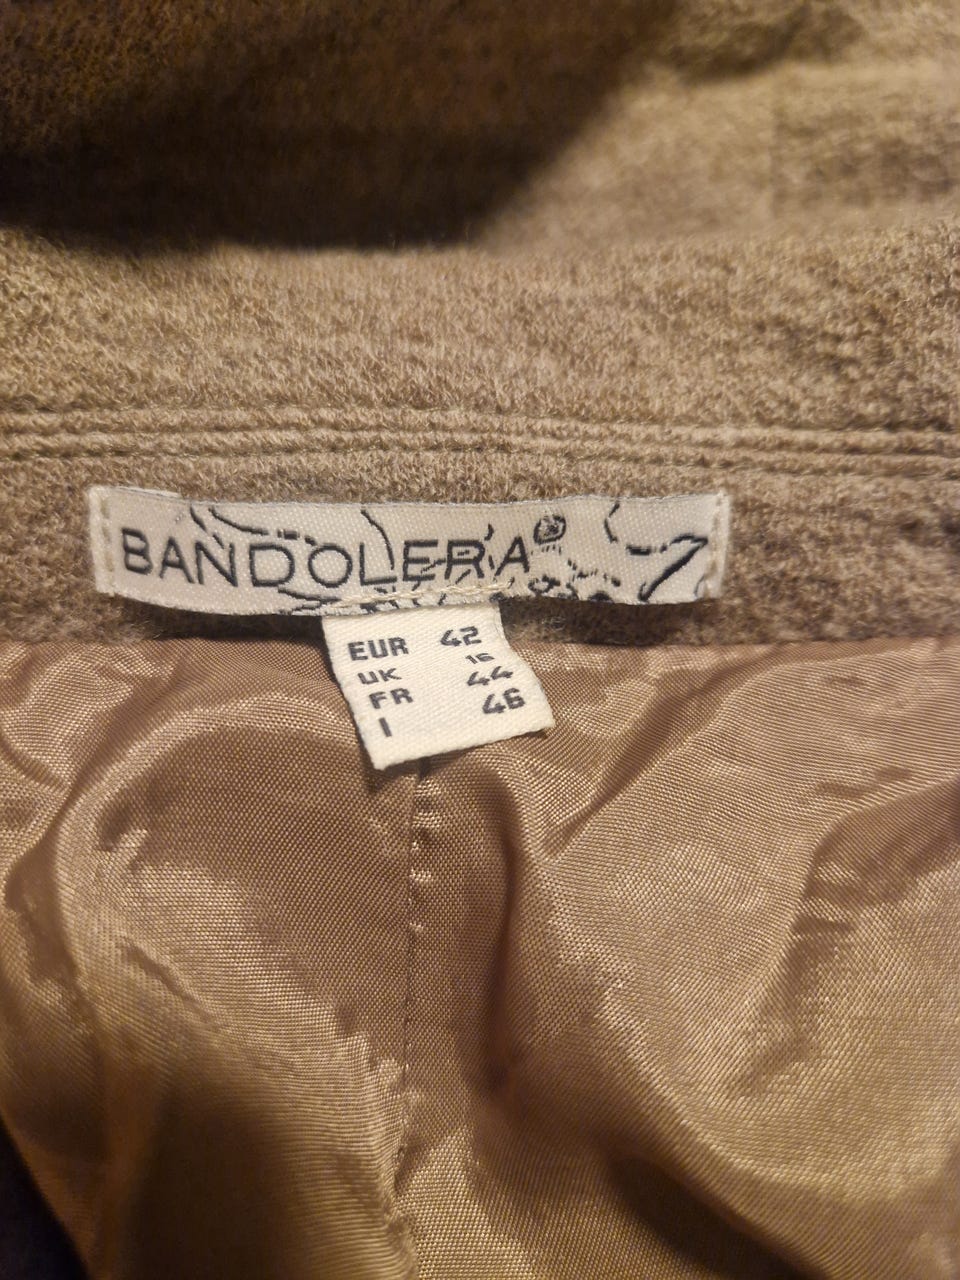 BANDOLERA®
EUR 42
UK 16
FR 44
I 46